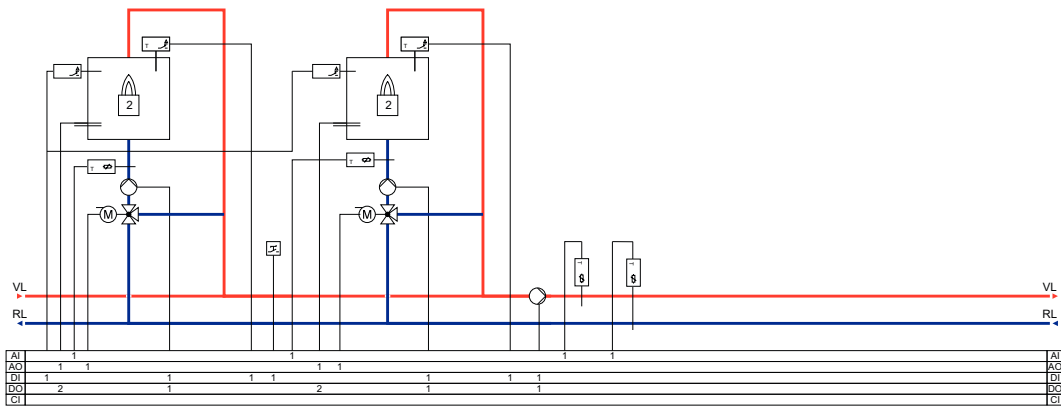 T T
2 2
T T
M M
T T
VL VL
RL RL
AI 1 1 1 1 AI
AO 1 1 1 1 AO
DI 1 1 1 1 1 1 1 DI
DO 2 1 2 1 1 DO
CI CI